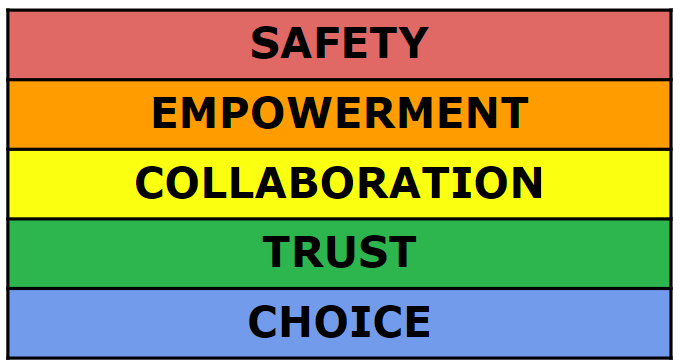 SAFETY
EMPOWERMENT
COLLABORATION
TRUST
CHOICE